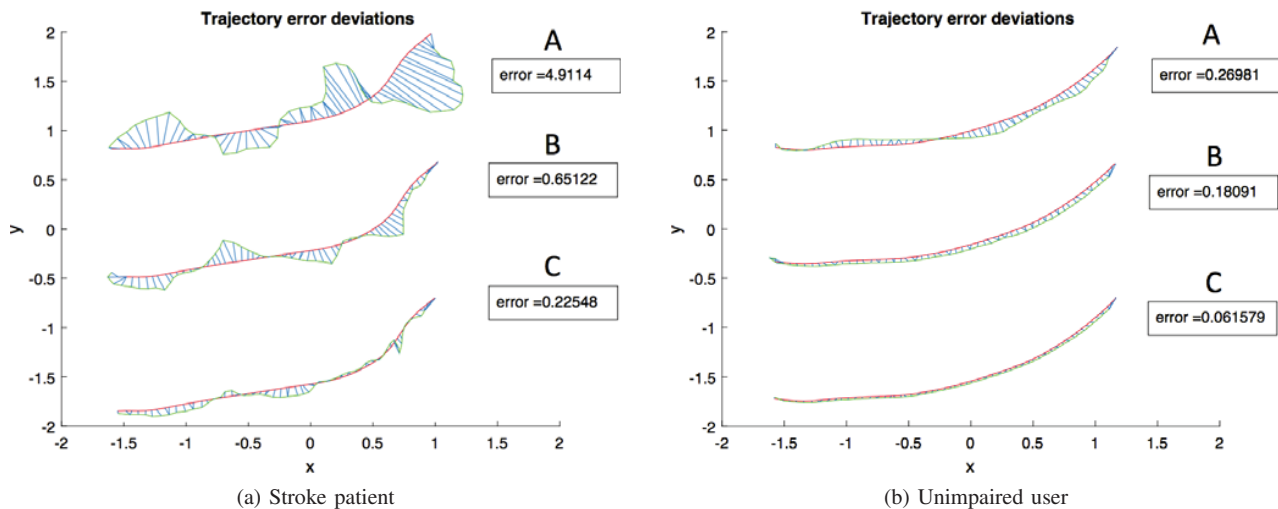 Trajectory error deviations
2
1.5
1
0.5
0
-0.5
-1
-1.5
-2
y
A
error =4.9114
B
error =0.65122
C
error =0.22548
-2 -1.5 -1 -0.5 0 0.5 1 1.5 2
x
(a) Stroke patient
Trajectory error deviations
2
1.5
1
0.5
0
-0.5
-1
-1.5
-2
y
A
error =0.26981
B
error =0.18091
C
error =0.061579
-2 -1.5 -1 -0.5 0 0.5 1 1.5 2
x
(b) Unimpaired user